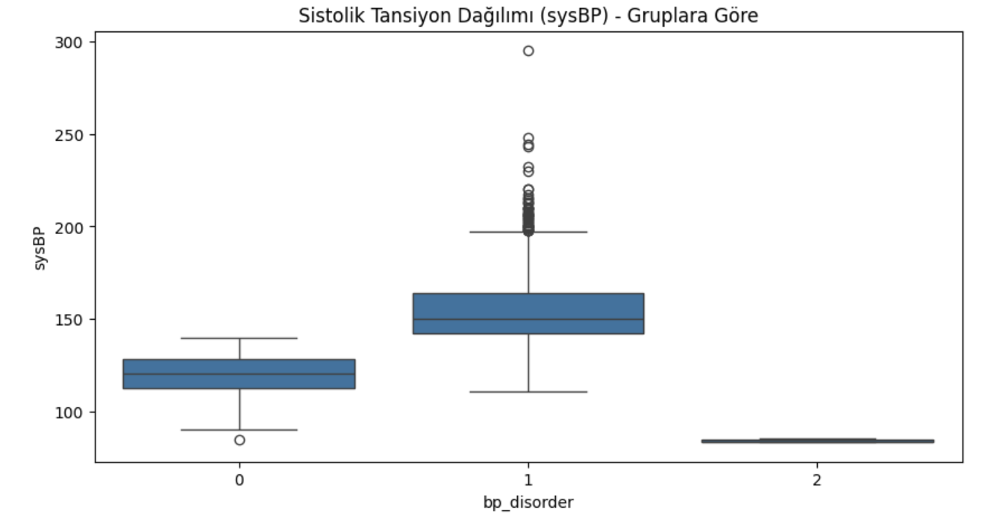 Sistolik Tansiyon Dağılımı (sysBP) - Gruplara Göre
300
250
200
150
100
sysBP
0
1
2
bp_disorder